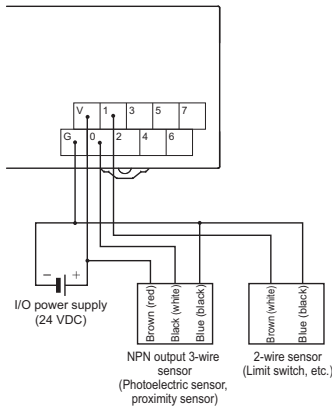 V 1 3 5 7
G 0 2 4 6
− +
I/O power supply
(24 VDC)
Brown (red)
Black (white)
Blue (black)
NPN output 3-wire
sensor
(Photoelectric sensor,
proximity sensor)
Brown (white)
Blue (black)
2-wire sensor
(Limit switch, etc.)